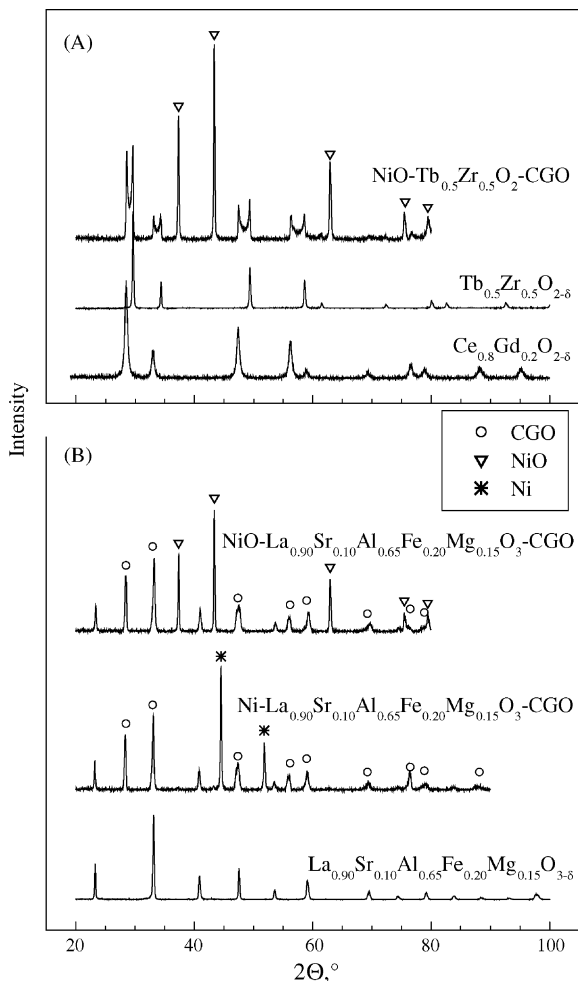 (A)
NiO-Tb0.5Zr0.5O2-CGO
Tb0.5Zr0.5O2-δ
Ce0.8Gd0.2O2-δ
Intensity
CGO
NiO
Ni
(B)
NiO-La0.90Sr0.10Al0.65Fe0.20Mg0.15O3-CGO
Ni-La0.90Sr0.10Al0.65Fe0.20Mg0.15O3-CGO
La0.90Sr0.10Al0.65Fe0.20Mg0.15O3-δ
20 40 60 80 100
2Θ,°